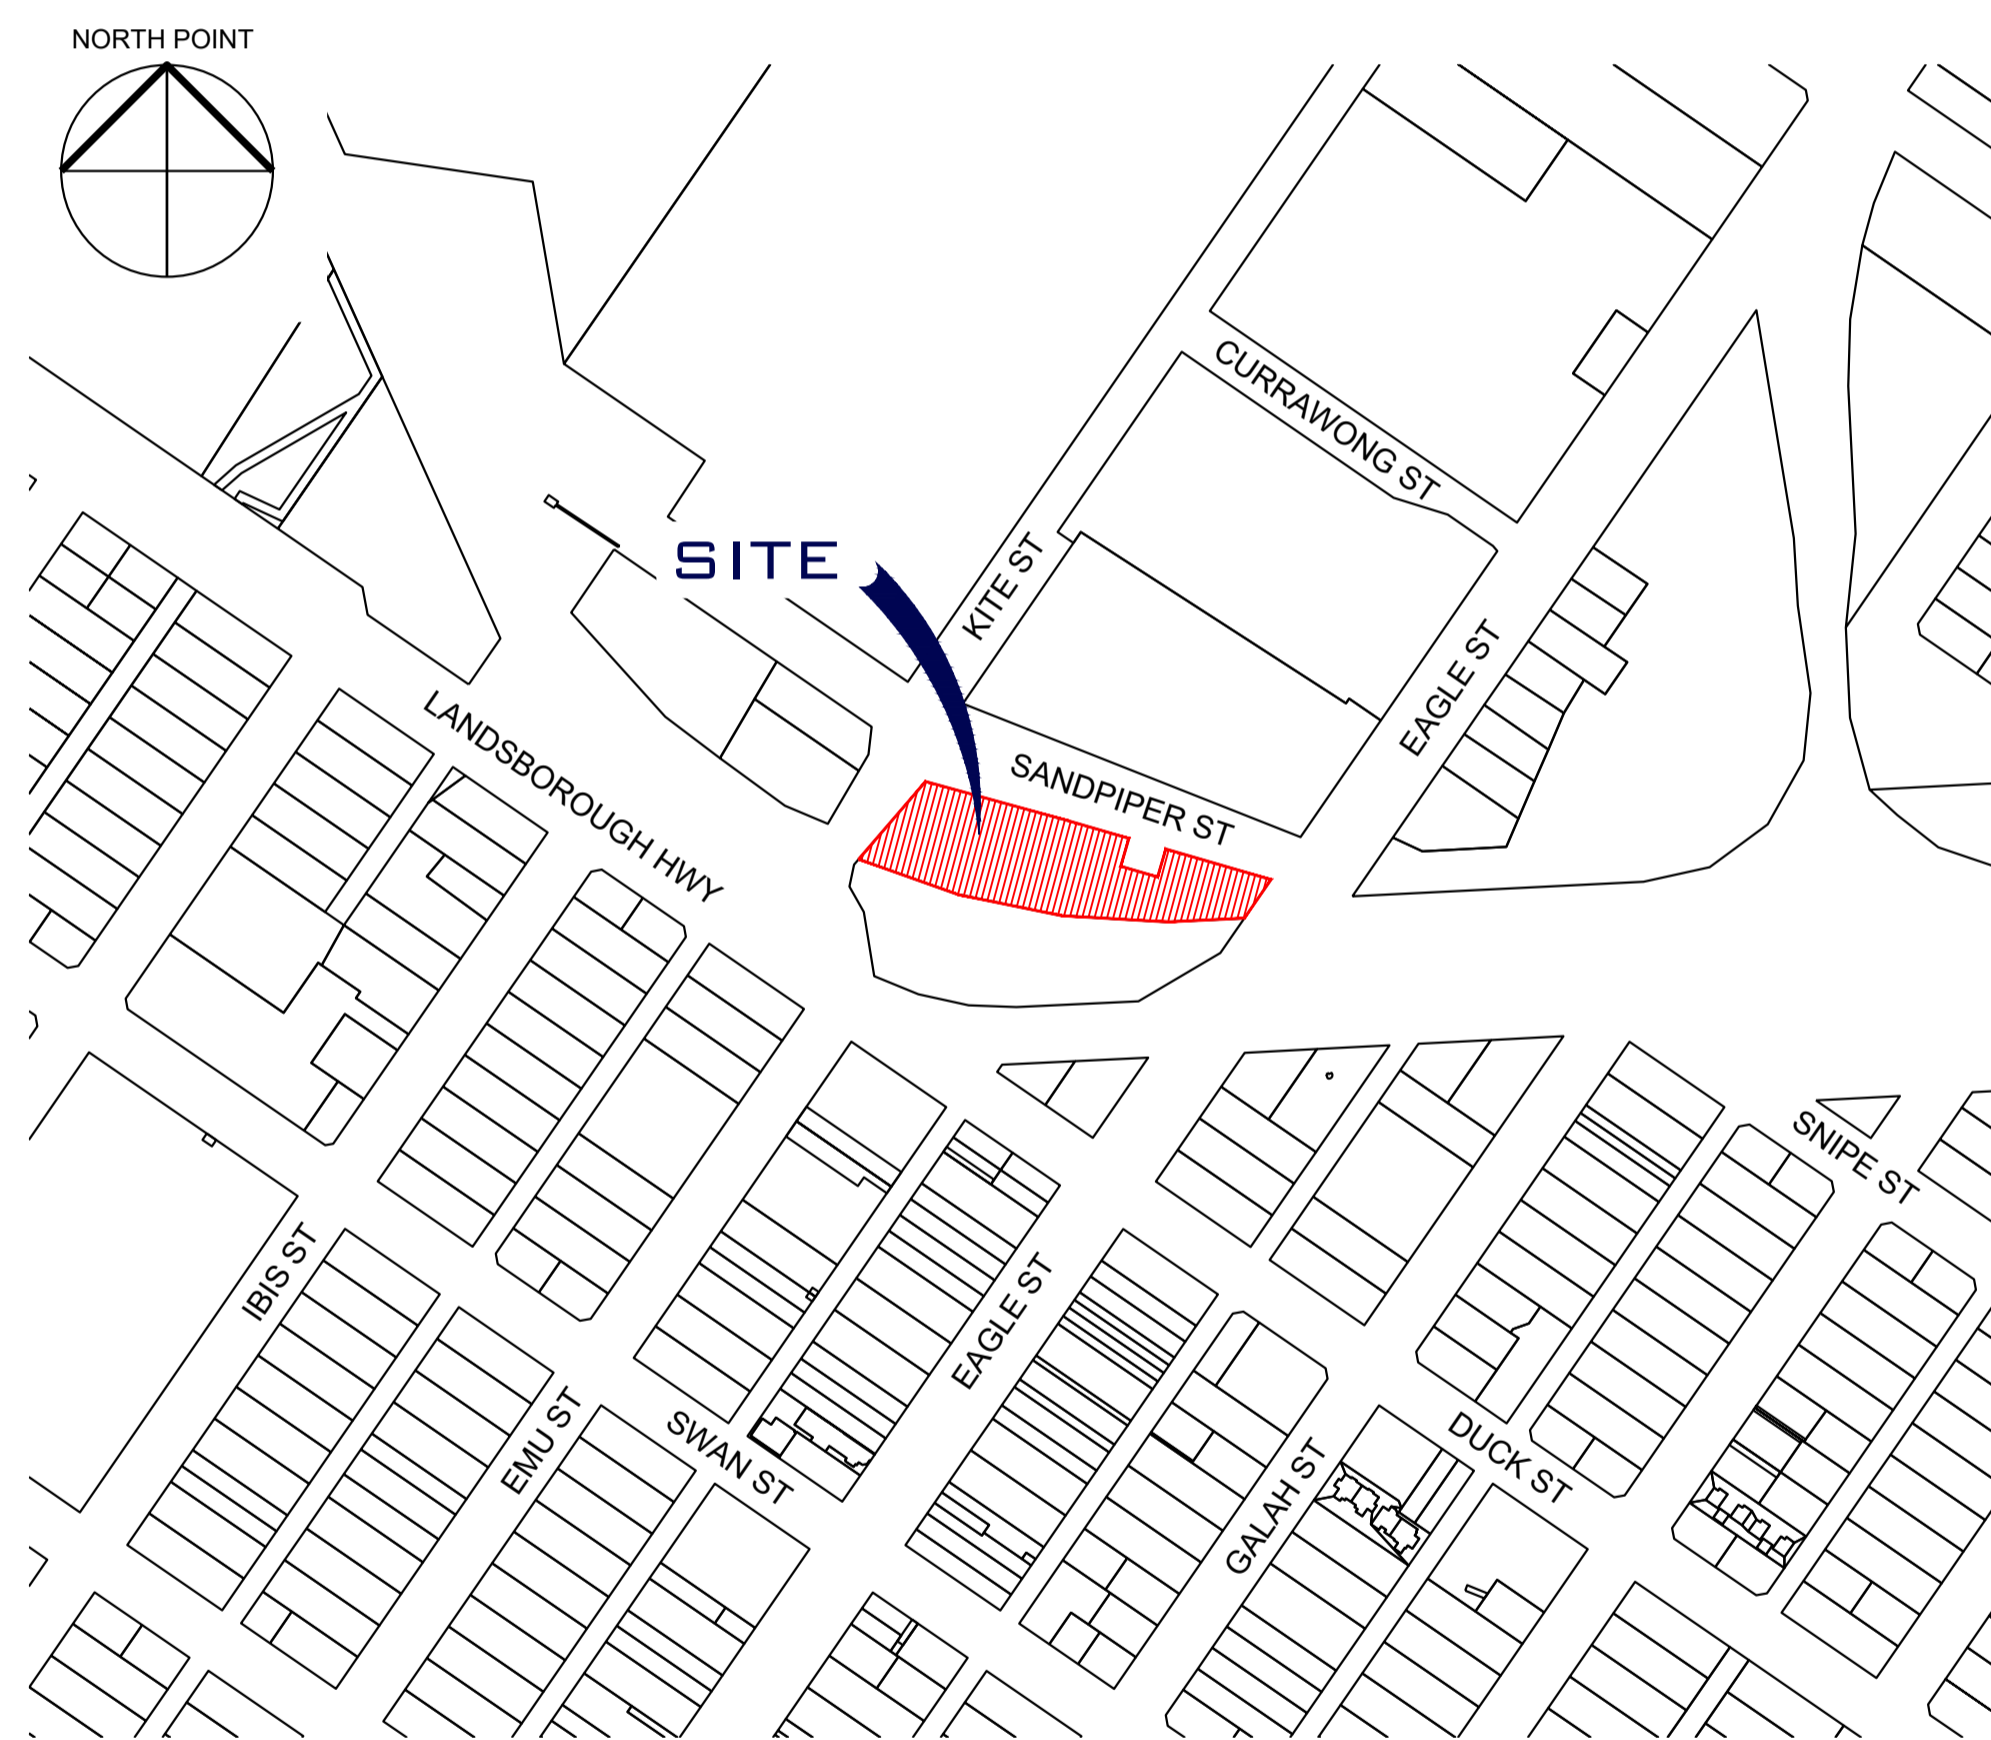 NORTH POINT
CURRAWONG ST
SITE
KITE ST
EAGLE ST
LANDSBOROUGH HWY
SANDPIPER ST
SNIPE ST
IBIS ST
EAGLE ST
EMU ST
SWAN ST
GALAH ST
DUCK ST